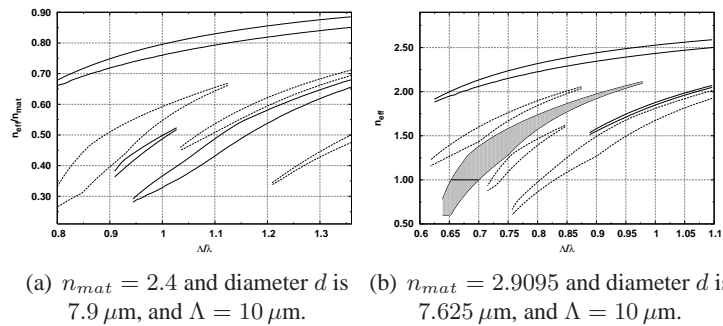 (a)
(b)
0.90
0.80
0.70
0.60
0.50
0.40
0.30
n_eff/n_mat
0.8 0.9 1 1.1 1.2 1.3
Λ/λ
2.50
2.00
1.50
1.00
0.50
n_eff
0.6 0.65 0.7 0.75 0.8 0.85 0.9 0.95 1 1.05 1.1
Λ/λ
(a) n_mat = 2.4 and diameter d is
7.9 μm, and Λ = 10 μm.
(b) n_mat = 2.9095 and diameter d is
7.625 μm, and Λ = 10 μm.